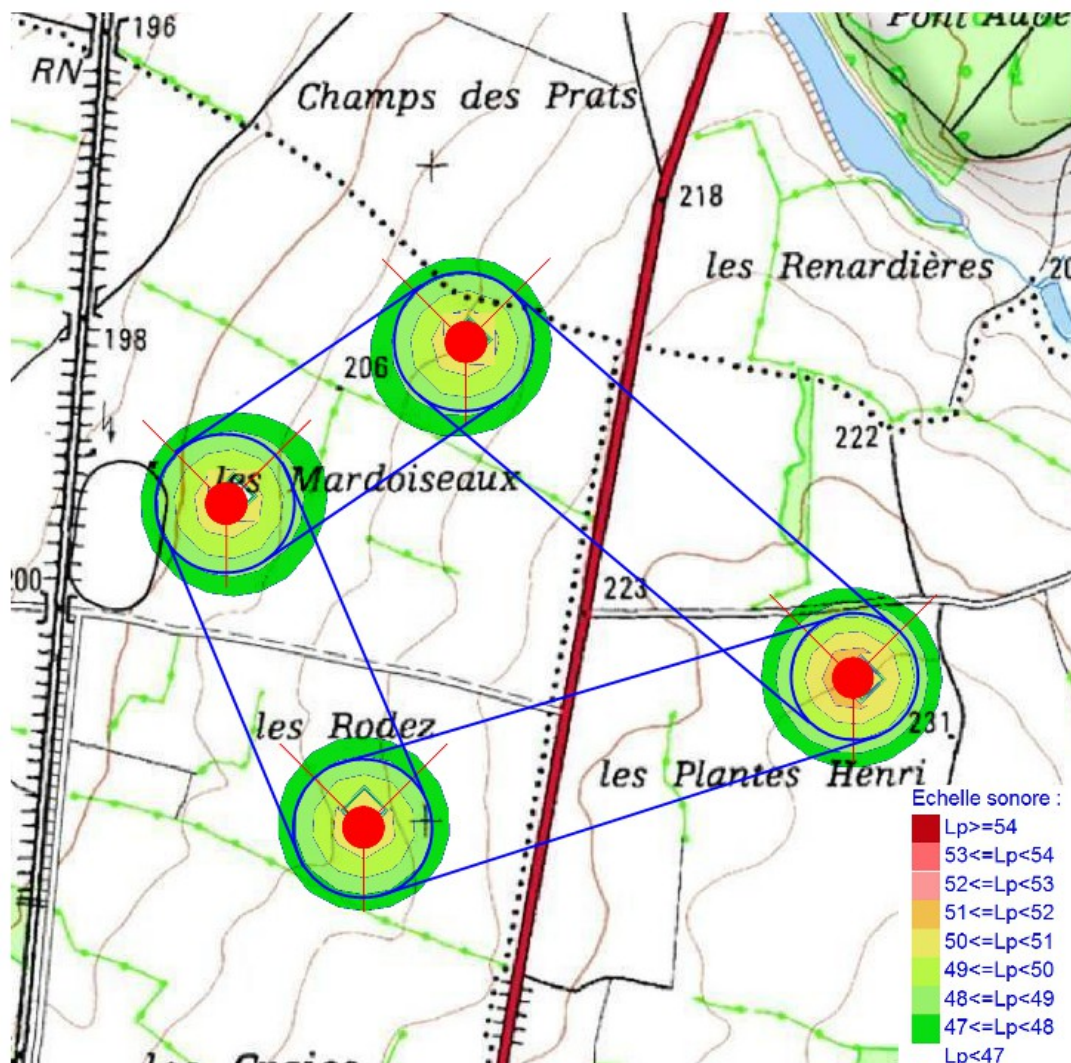 196
Pont Aube
RN
Champs des Prats
218
les Renardières
20
198
206
222
les Mardoiseaux
200
223
les Rodez
231
les Plantes Henri
Echelle sonore :
Lp>=54
53<=Lp<54
52<=Lp<53
51<=Lp<52
50<=Lp<51
49<=Lp<50
48<=Lp<49
47<=Lp<48
Lp<47